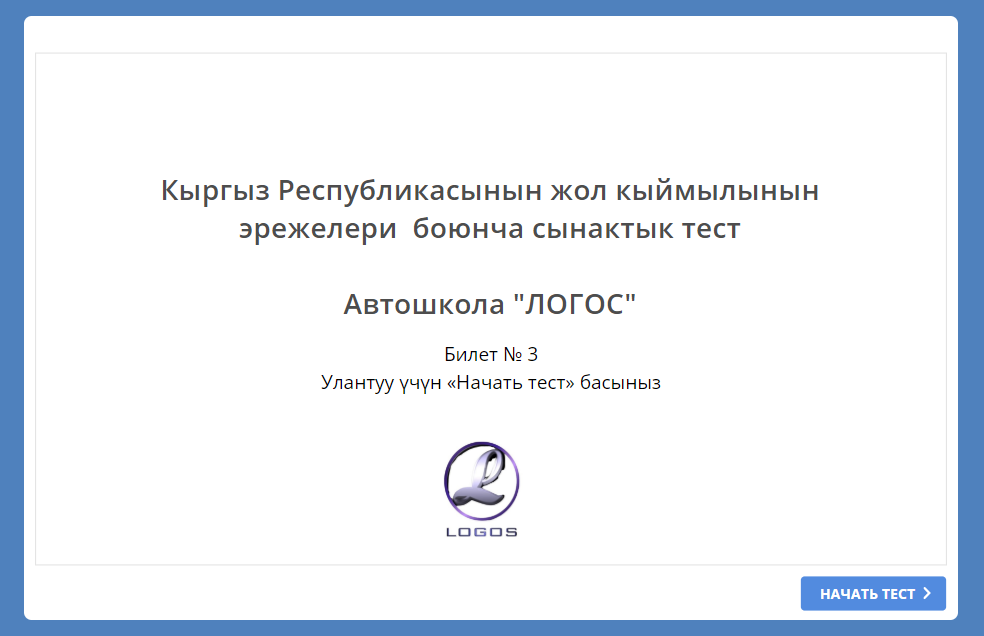 Кыргыз Республикасынын жол кыймылынын
эрежелери боюнча сынактык тест
Автошкола "ЛОГОС"
Билет № 3
Улантуу үчүн «Начать тест» басыныз
LOGOS
НАЧАТЬ ТЕСТ